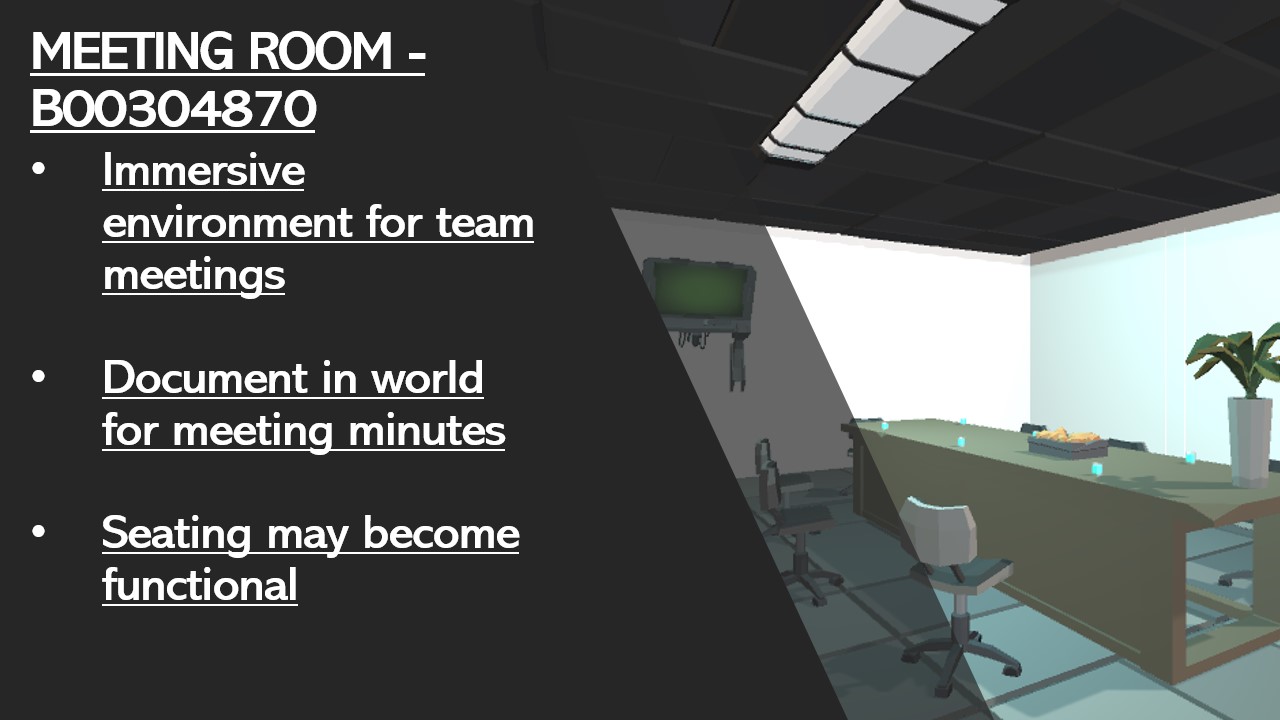 MEETING ROOM -
B00304870
• Immersive
environment for team
meetings
• Document in world
for meeting minutes
• Seating may become
functional